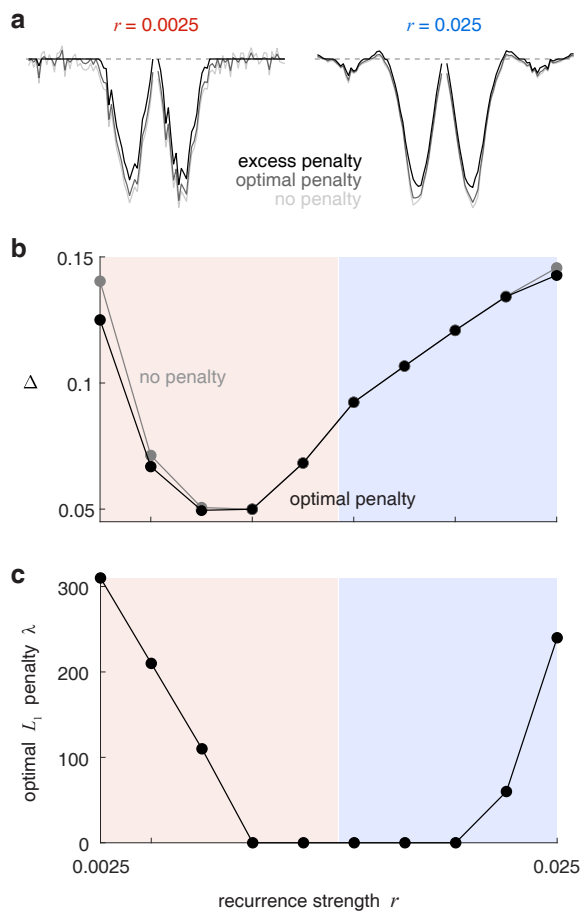 a
r = 0.0025
r = 0.025
excess penalty
optimal penalty
no penalty
b
0.15
0.1
0.05
Δ
no penalty
optimal penalty
c
300
200
100
0
optimal L₁ penalty λ
0.0025
0.025
recurrence strength r